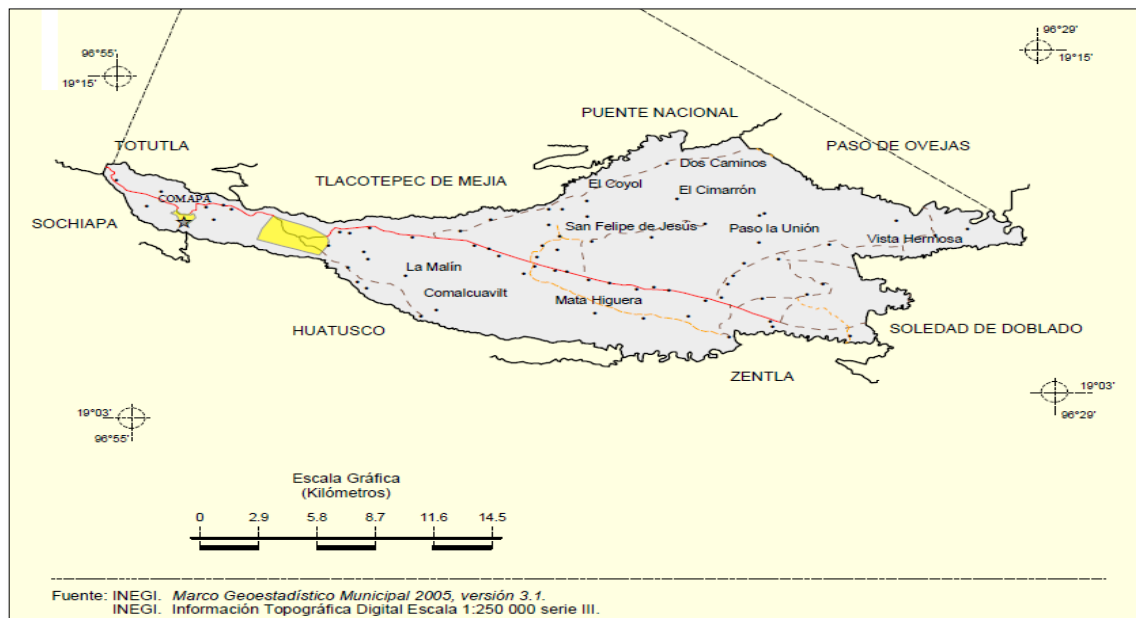 96°55'
19°15'
96°29'
19°15'
PUENTE NACIONAL
TOTUTLA
PASO DE OVEJAS
TLACOTEPEC DE MEJIA
Dos Caminos
El Coyol
El Cimarrón
COMAPA
SOCHIAPA
San Felipe de Jesús
Paso la Unión
Vista Hermosa
La Malín
Comalcuavilt
Mata Higuera
HUATUSCO
SOLEDAD DE DOBLADO
ZENTLA
19°03'
96°55'
19°03'
96°29'
Escala Gráfica
(Kilómetros)
0 2.9 5.8 8.7 11.6 14.5
Fuente: INEGI. Marco Geoestadístico Municipal 2005, versión 3.1.
INEGI. Información Topográfica Digital Escala 1:250 000 serie III.